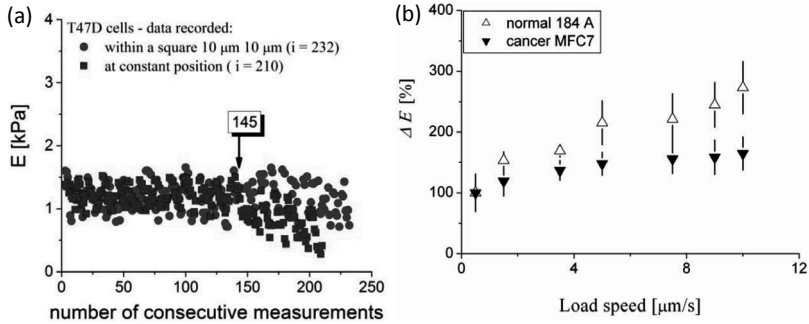 (a)
T47D cells - data recorded:
within a square 10 μm 10 μm (i = 232)
at constant position ( i = 210)
145
E [kPa]
4
3
2
1
0
0 50 100 150 200 250
number of consecutive measurements
(b)
normal 184 A
cancer MFC7
Δ E [%]
400
300
200
100
0
0 4 8 12
Load speed [μm/s]